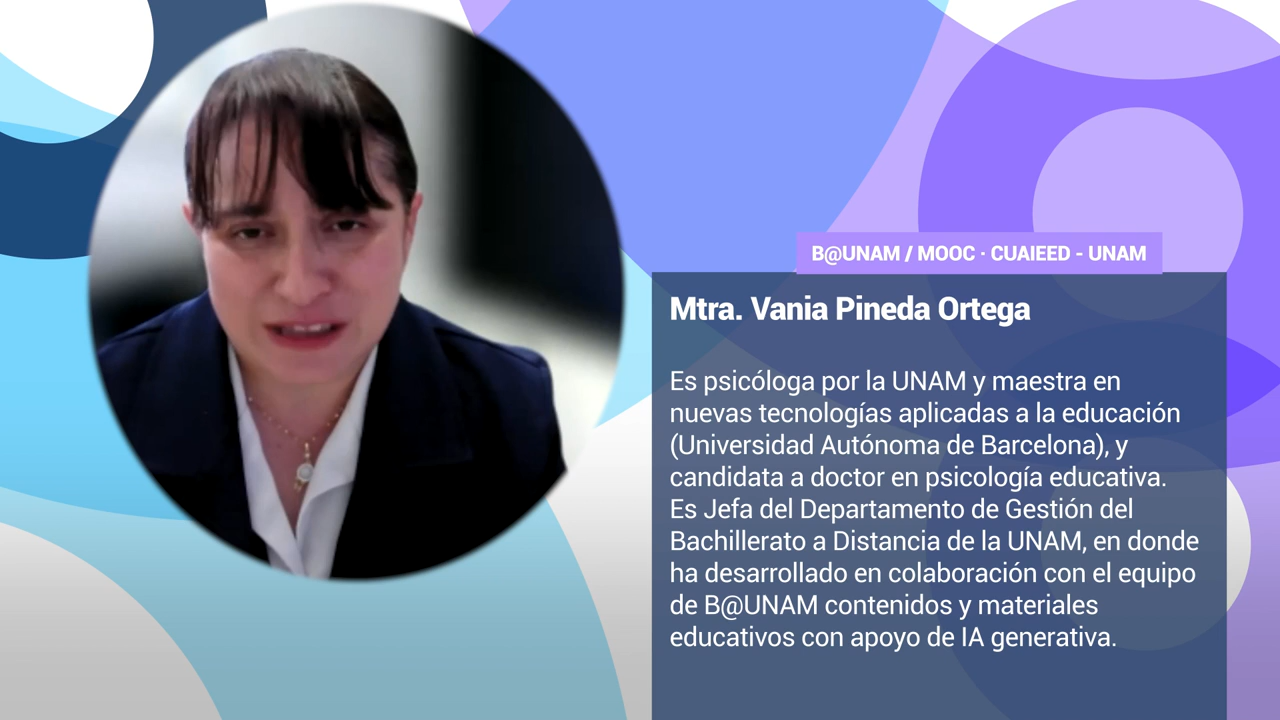 B@UNAM / MOOC · CUAIEED - UNAM
Mtra. Vania Pineda Ortega
Es psicóloga por la UNAM y maestra en
nuevas tecnologías aplicadas a la educación
(Universidad Autónoma de Barcelona), y
candidata a doctor en psicología educativa.
Es Jefa del Departamento de Gestión del
Bachillerato a Distancia de la UNAM, en donde
ha desarrollado en colaboración con el equipo
de B@UNAM contenidos y materiales
educativos con apoyo de IA generativa.